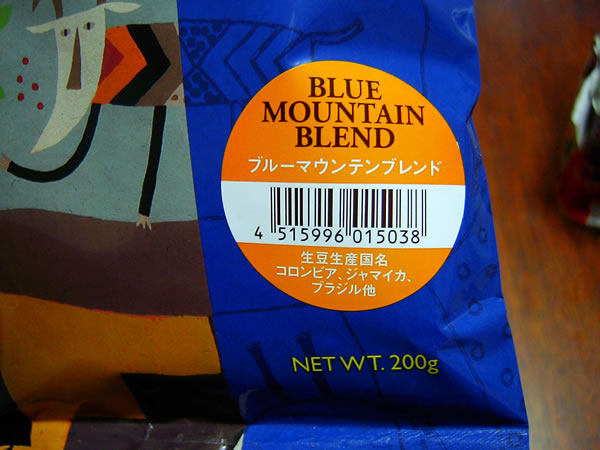 BLUE
MOUNTAIN
BLEND
ブルーマウンテンブレンド
4 515996 015038
生豆生産国名
コロンビア、ジャマイカ、
ブラジル他
NET WT. 200g